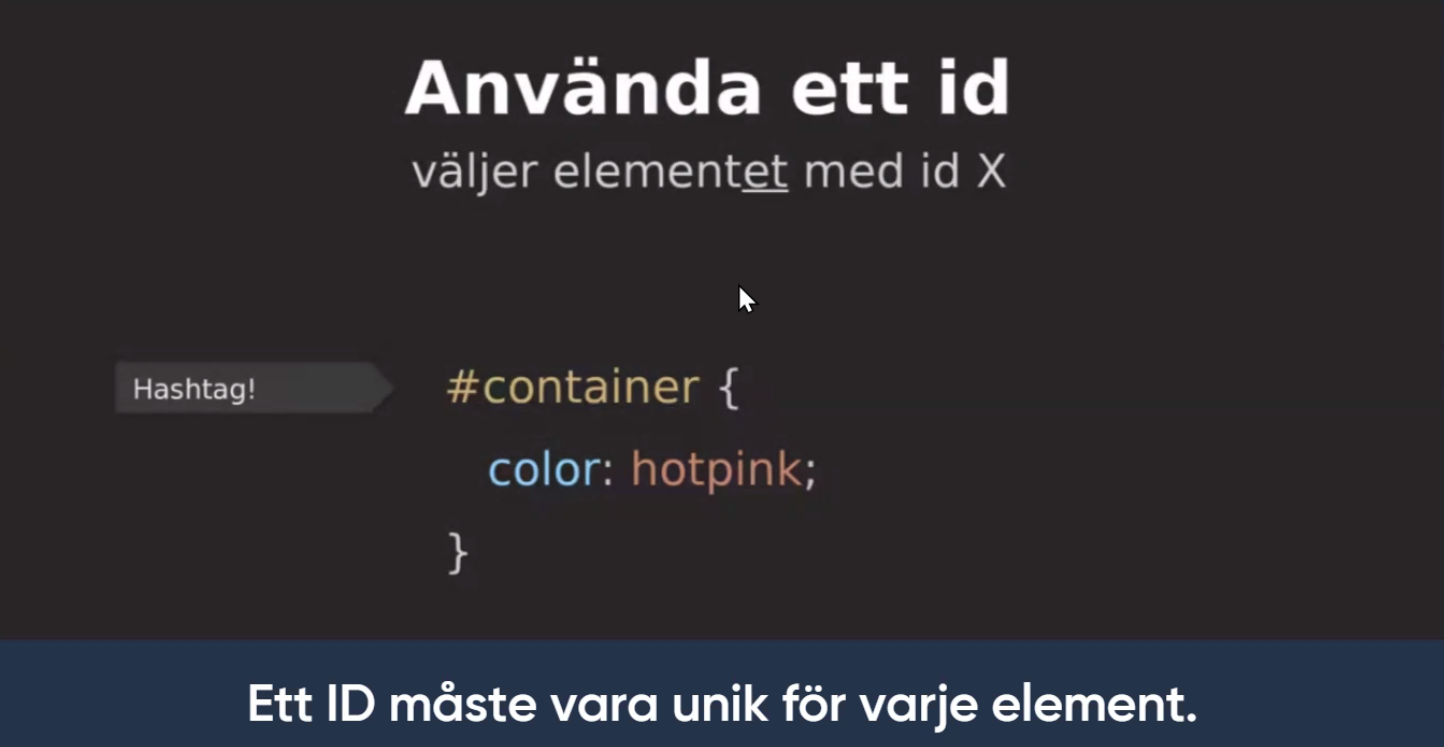 Använda ett id
väljer elementet med id X
Hashtag!
#container {
color: hotpink;
}
Ett ID måste vara unik för varje element.